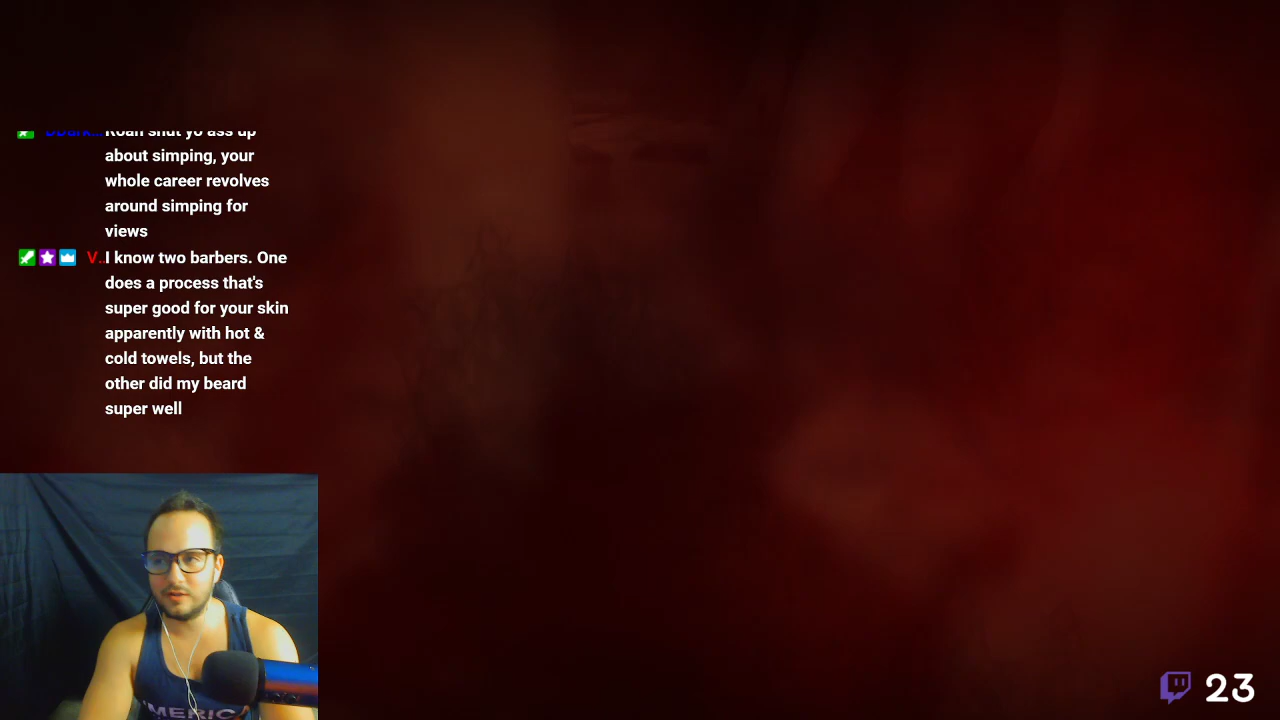 Roan shut yo ass up
about simping, your
whole career revolves
around simping for
views
V.. I know two barbers. One
does a process that's
super good for your skin
apparently with hot &
cold towels, but the
other did my beard
super well
23